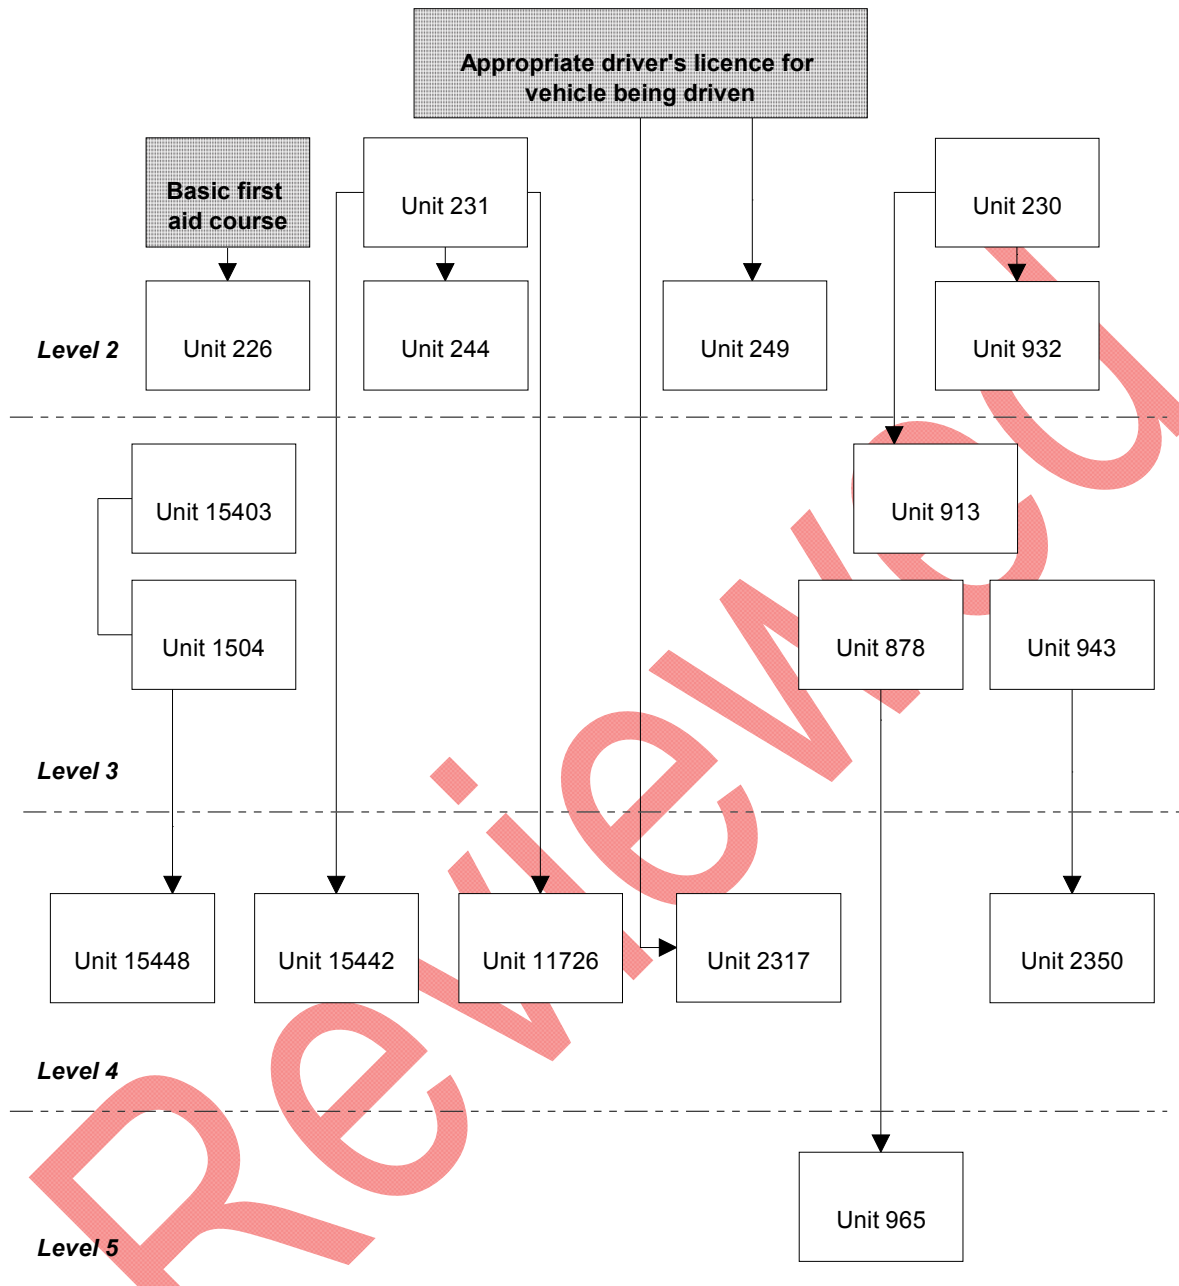 Appropriate driver's licence for
vehicle being driven
Basic first
aid course
Unit 231
Unit 230
Level 2
Unit 226
Unit 244
Unit 249
Unit 932
Unit 15403
Unit 913
Unit 1504
Unit 878
Unit 943
Level 3
Unit 15448
Unit 15442
Unit 11726
Unit 2317
Unit 2350
Level 4
Unit 965
Level 5
Reviewed